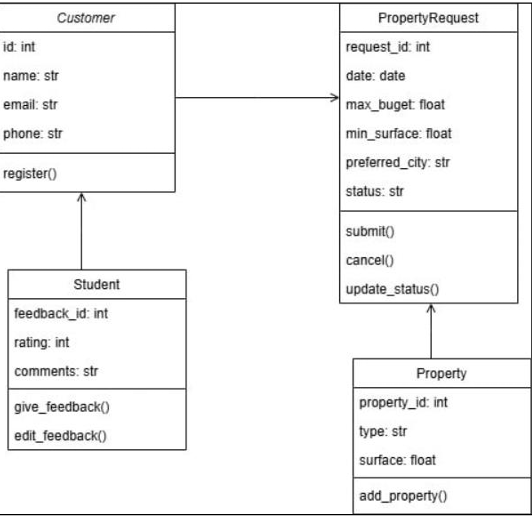 Customer
id: int
name: str
email: str
phone: str
register()
PropertyRequest
request_id: int
date: date
max_buget: float
min_surface: float
preferred_city: str
status: str
submit()
cancel()
update_status()
Student
feedback_id: int
rating: int
comments: str
give_feedback()
edit_feedback()
Property
property_id: int
type: str
surface: float
add_property()